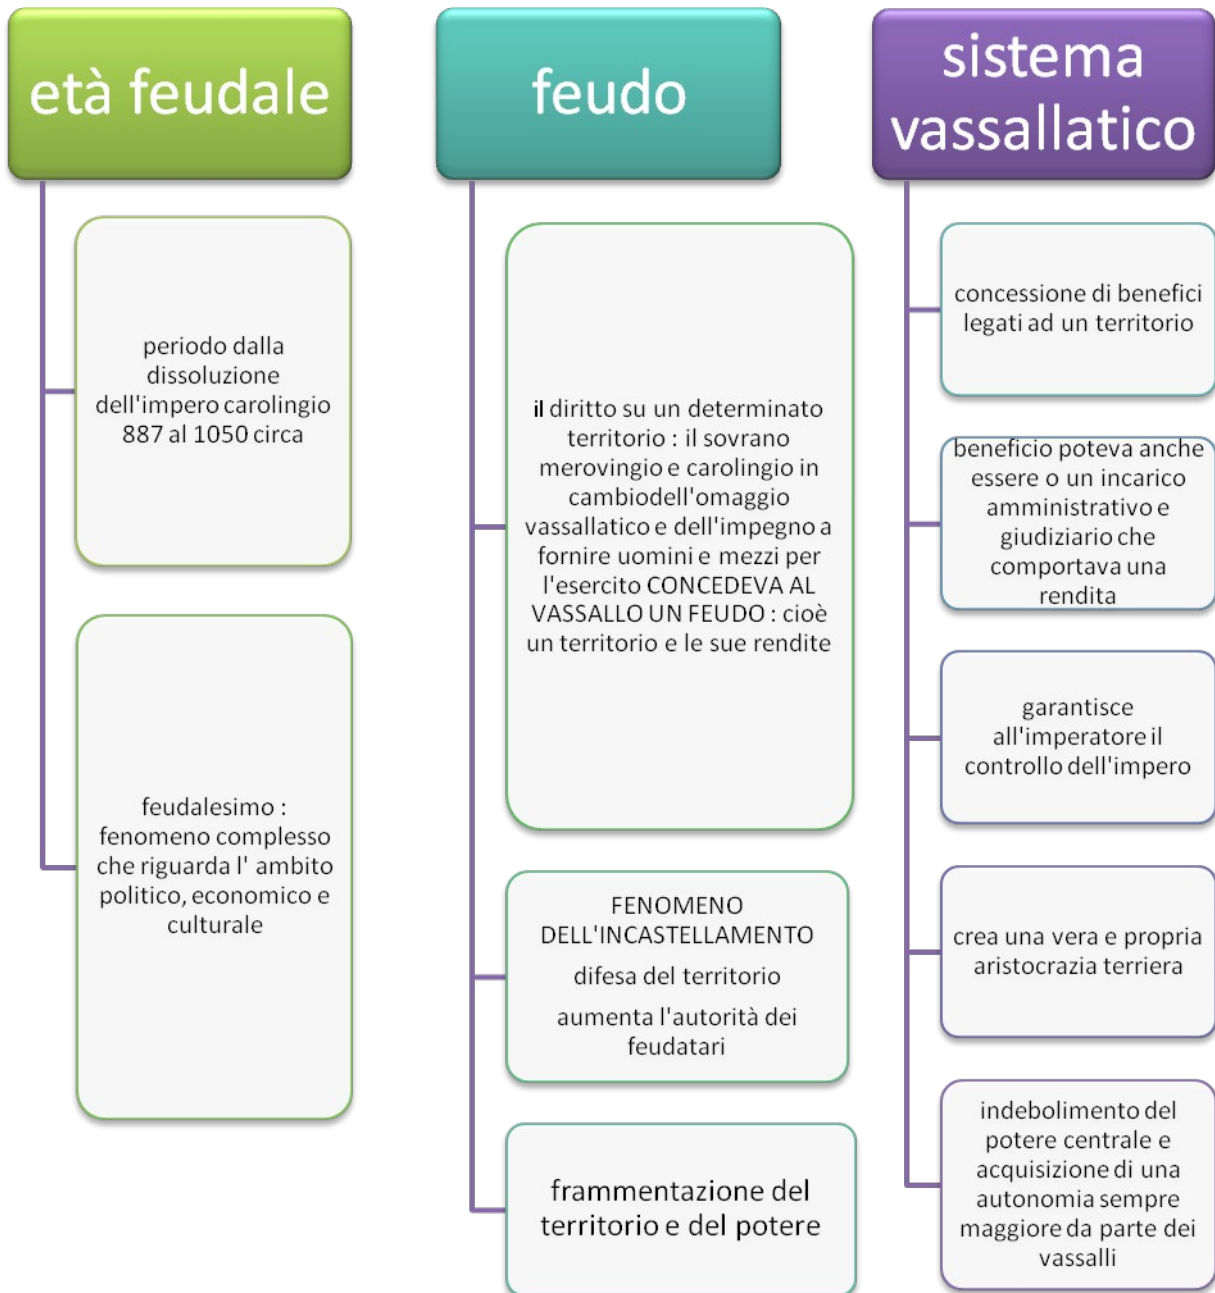 età feudale
periodo dalla
dissoluzione
dell'impero carolingio
887 al 1050 circa
feudalesimo :
fenomeno complesso
che riguarda l' ambito
politico, economico e
culturale
feudo
il diritto su un determinato
territorio : il sovrano
merovingio e carolingio in
cambiodell'omaggio
vassallatico e dell'impegno a
fornire uomini e mezzi per
l'esercito CONCEDEVA AL
VASSALLO UN FEUDO : cioè
un territorio e le sue rendite
FENOMENO
DELL'INCASTELLAMENTO
difesa del territorio
aumenta l'autorità dei
feudatari
frammentazione del
territorio e del potere
sistema
vassallatico
concessione di benefici
legati ad un territorio
beneficio poteva anche
essere o un incarico
amministrativo e
giudiziario che
comportava una
rendita
garantisce
all'imperatore il
controllo dell'impero
crea una vera e propria
aristocrazia terriera
indebolimento del
potere centrale e
acquisizione di una
autonomia sempre
maggiore da parte dei
vassalli